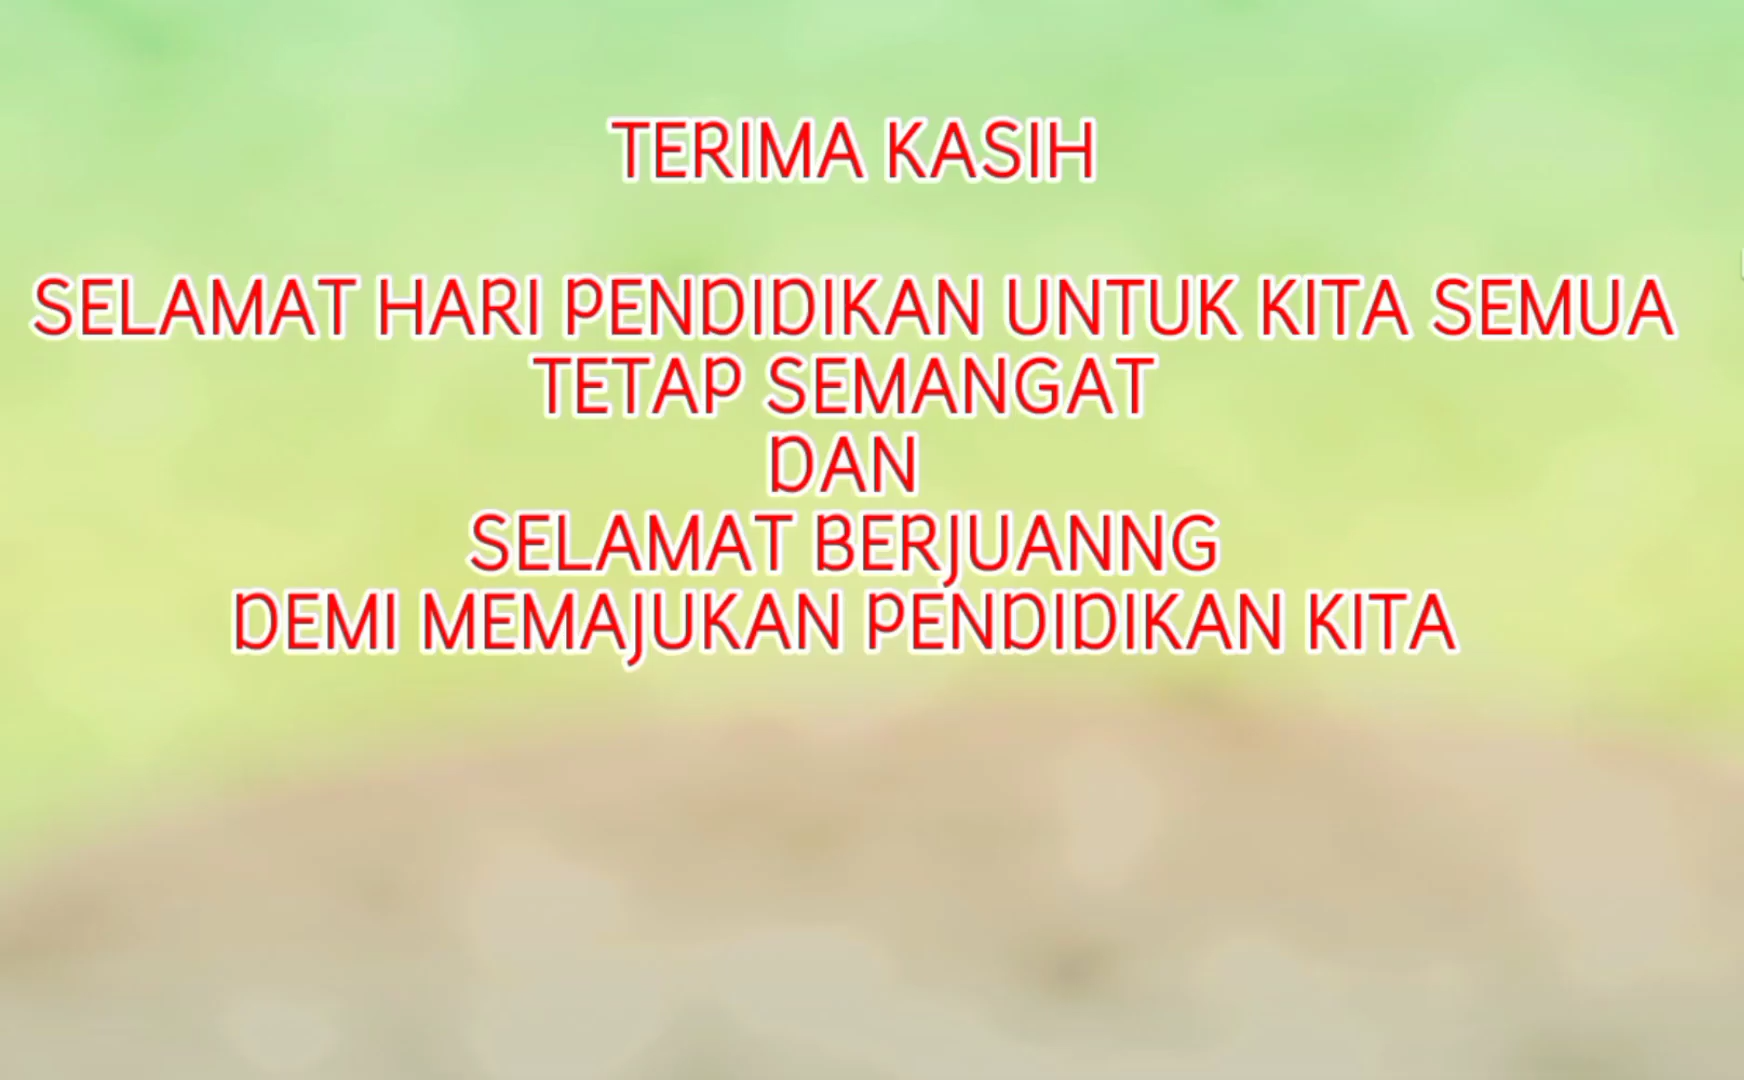 TERIMA KASIH
SELAMAT HARI PENDIDIKAN UNTUK KITA SEMUA
TETAP SEMANGAT
DAN
SELAMAT BERJUANNG
DEMI MEMAJUKAN PENDIDIKAN KITA